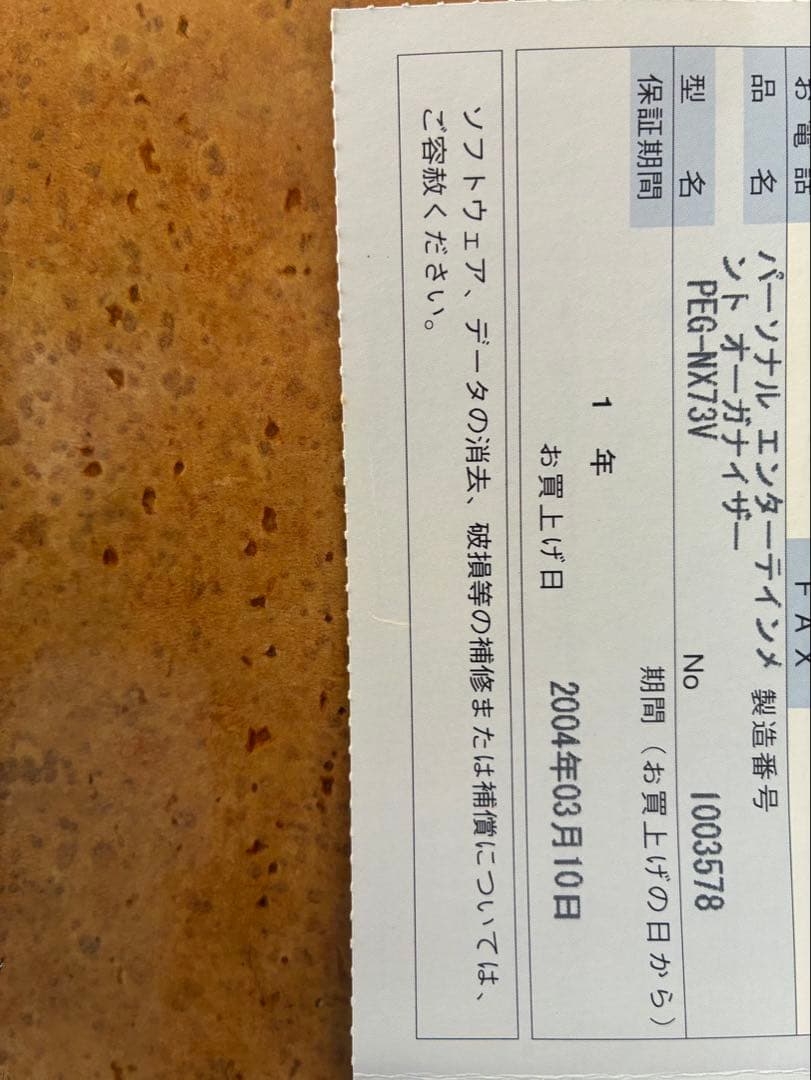 お電話 FAX
品名 パーソナル エンターテインメ 製造番号
ント オーガナイザー
型名 PEG-NX73V No 1003578
保証期間 期間（お買上げの日から）
1年
お買上げ日 2004年03月10日
ソフトウェア、データの消去、破損等の補修または補償については、
ご容赦ください。